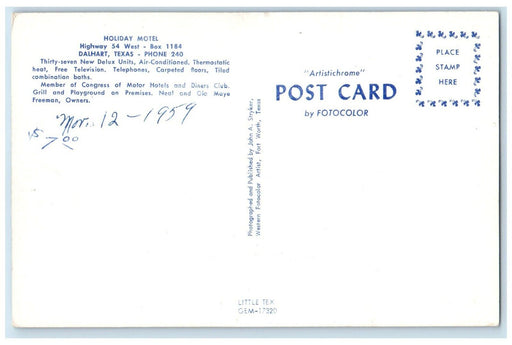 HOLIDAY MOTEL
Highway 54 West - Box 1184
DALHART, TEXAS - PHONE 240
Thirty-seven New Delux Units, Air-Conditioned, Thermostatic
heat, Free Television, Telephones, Carpeted floors, Tiled
combination baths.
Member of Congress of Motor Hotels and Diners Club.
Grill and Playground on Premises. Neal and Ola Maye
Freeman, Owners.
12-1959
$
7 00
Photographed and Published by John A. Stryker,
Western Fotocolor Artist, Fort Worth, Texas
"Artistichrome"
POST CARD
by FOTOCOLOR
PLACE
STAMP
HERE
LITTLE TEX
GEM-17320